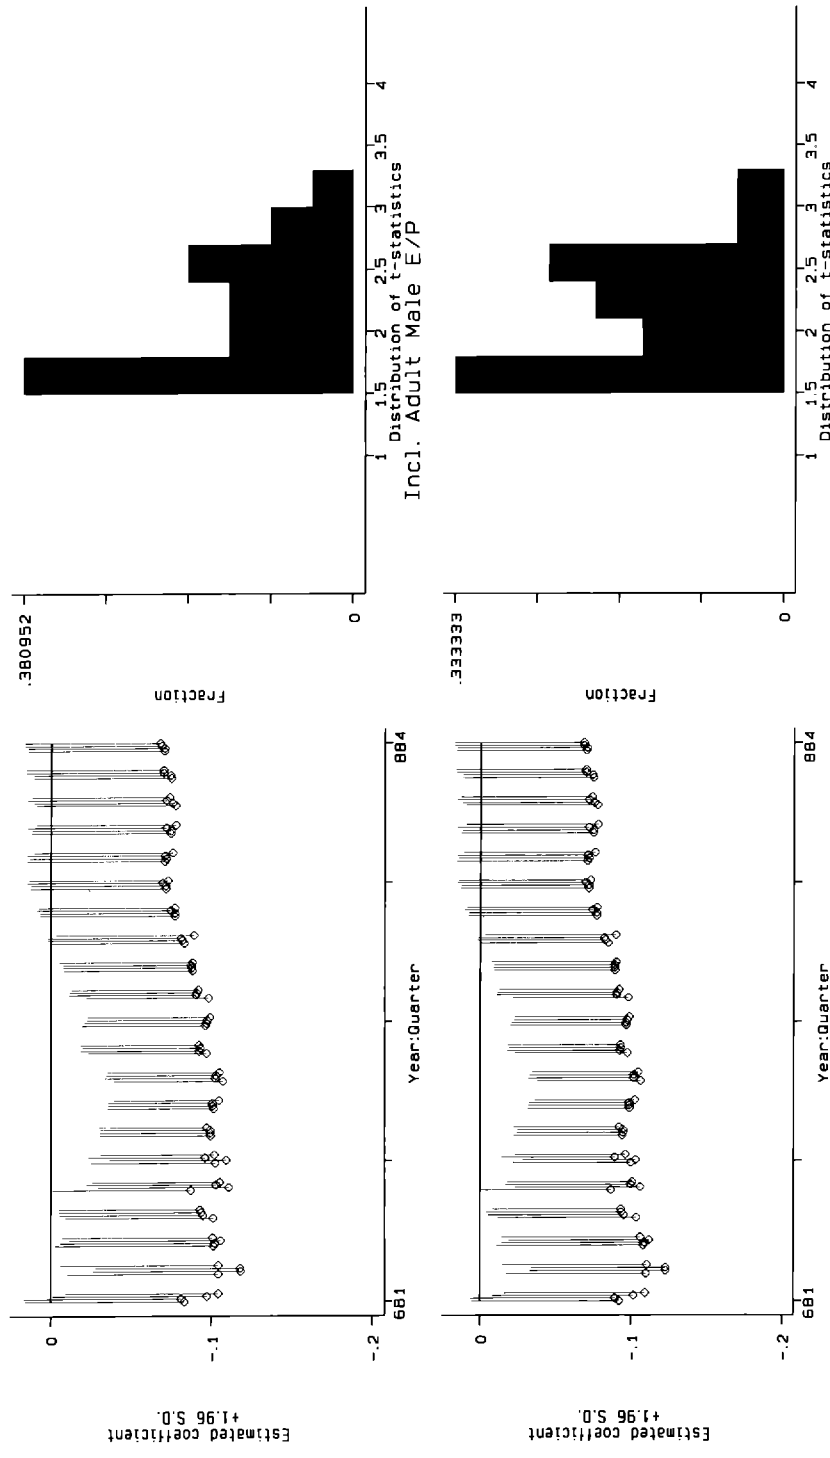 Estimated coefficient
+1.96 S.D.
0
-.1
-.2
681
884
Year:Quarter
Fraction
.380952
0
1
1.5
2
2.5
3
3.5
4
Distribution of t-statistics
Incl. Adult Male E/P
Estimated coefficient
+1.96 S.D.
0
-.1
-.2
681
884
Year:Quarter
Fraction
.333333
0
1
1.5
2
2.5
3
3.5
4
Distribution of t-statistics